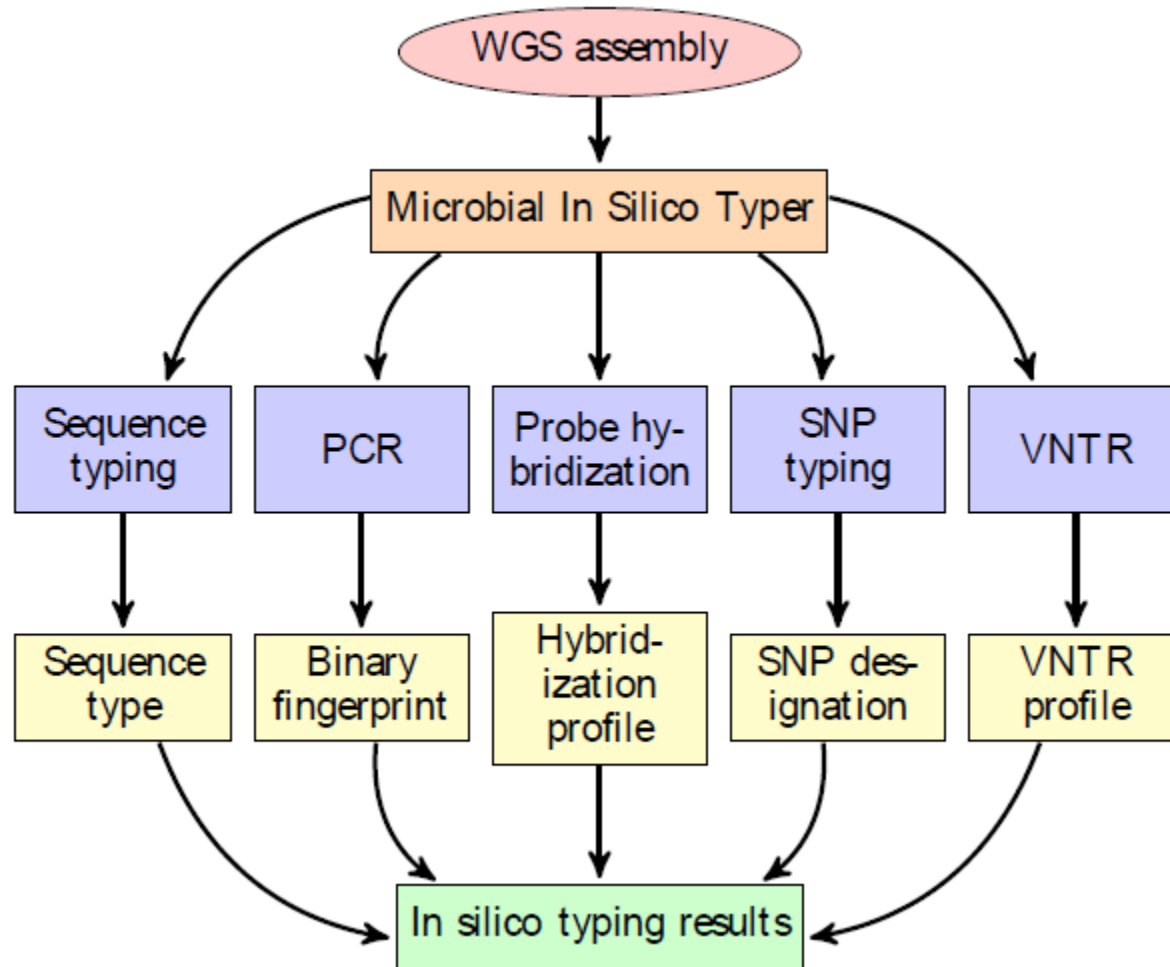 WGS assembly
Microbial In Silico Typer
Sequence
typing
PCR
Probe hy-
bridization
SNP
typing
VNTR
Sequence
type
Binary
fingerprint
Hybrid-
ization
profile
SNP des-
ignation
VNTR
profile
In silico typing results